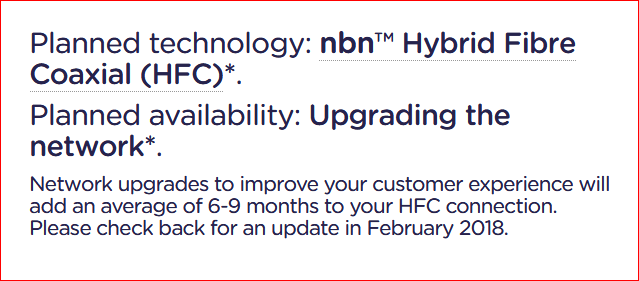 Planned technology: nbn™ Hybrid Fibre
Coaxial (HFC)*.
Planned availability: Upgrading the
network*.
Network upgrades to improve your customer experience will
add an average of 6-9 months to your HFC connection.
Please check back for an update in February 2018.